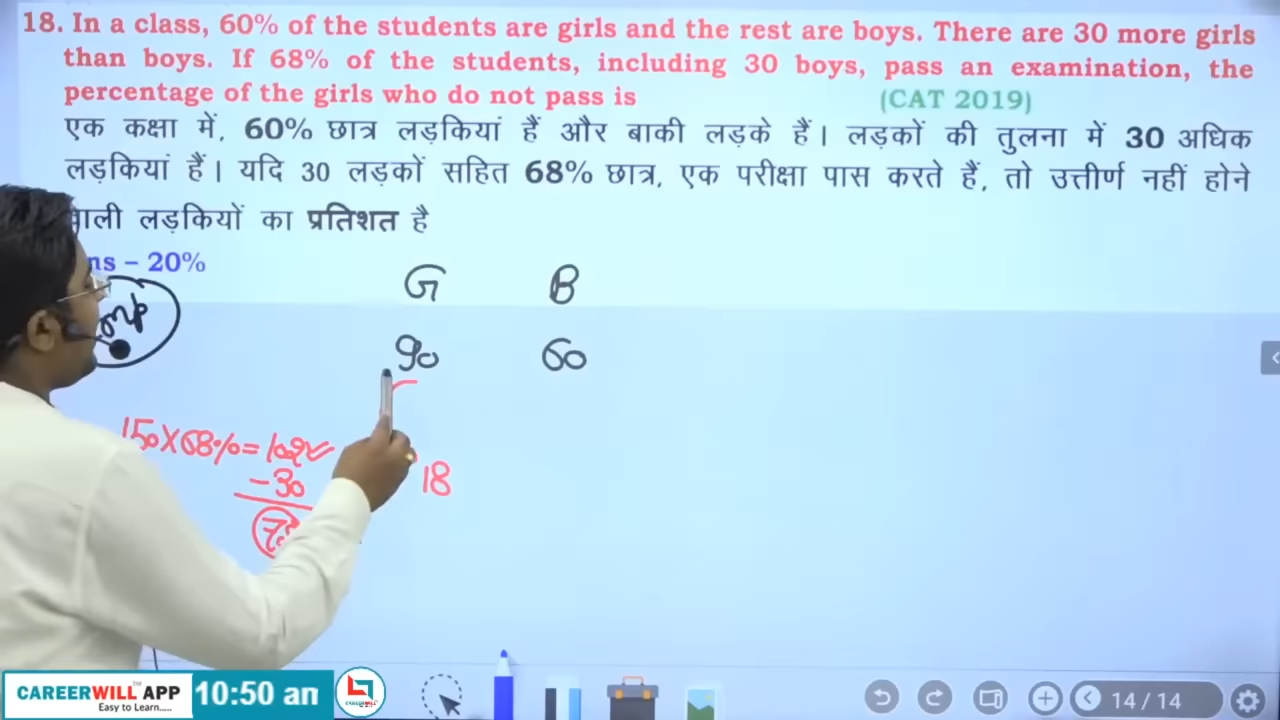 18. In a class, 60% of the students are girls and the rest are boys. There are 30 more girls
than boys. If 68% of the students, including 30 boys, pass an examination, the
percentage of the girls who do not pass is (CAT 2019)
एक कक्षा में, 60% छात्र लड़कियां हैं और बाकी लड़के हैं। लड़कों की तुलना में 30 अधिक
लड़कियां हैं। यदि 30 लड़कों सहित 68% छात्र, एक परीक्षा पास करते हैं, तो उत्तीर्ण नहीं होने
लड़कियों का प्रतिशत है
– 20%
G B
90 60
150×68%=102
-30
18
CAREERWILL APP
Easy to Learn.....
10:50 an
CAREERWILL
14 / 14